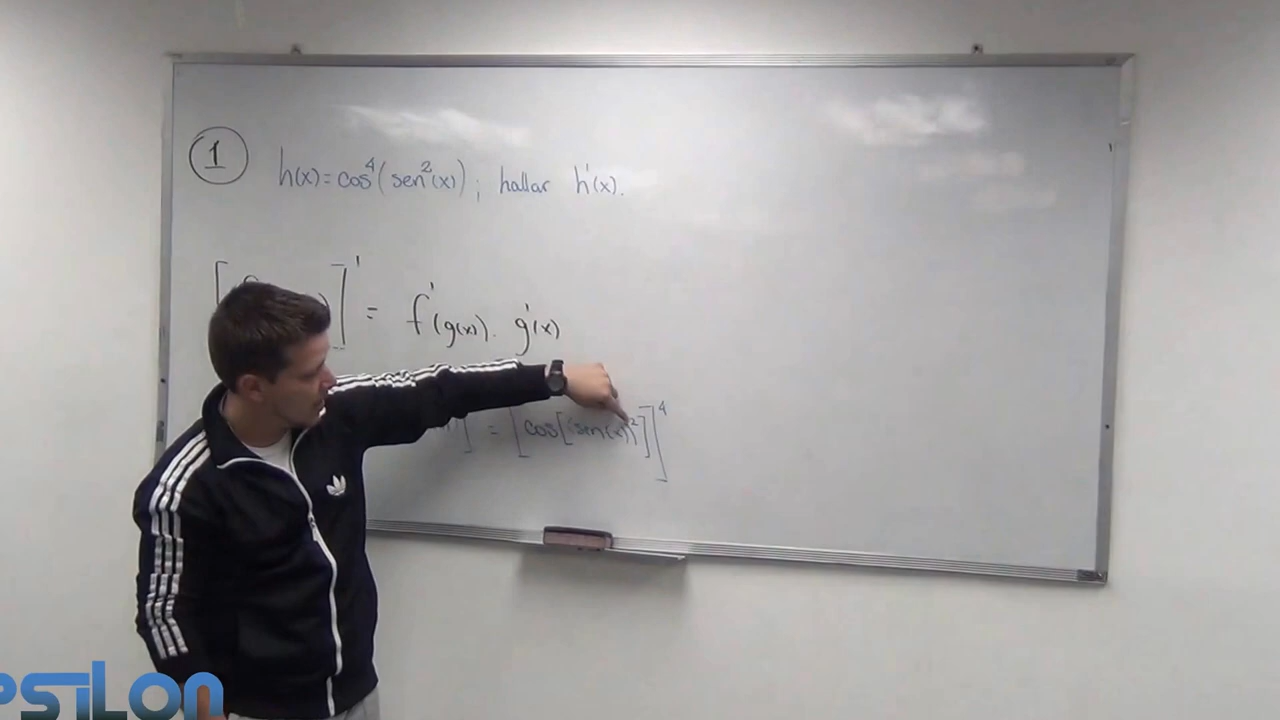 1 h(x)=cos⁴(sen²(x)); hallar h'(x).
]' = f'(g(x)). g'(x)
] = [cos[(sen(x))²]]⁴
PSILON